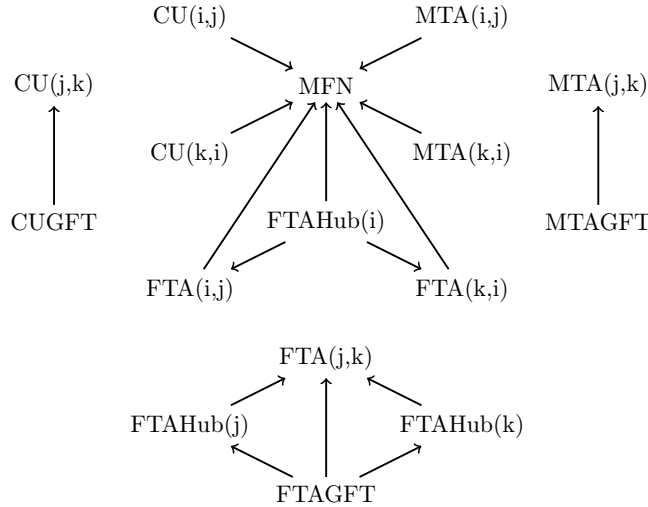 CU(i,j)
MTA(i,j)
CU(j,k)
MFN
MTA(j,k)
CU(k,i)
MTA(k,i)
CUGFT
FTAHub(i)
MTAGFT
FTA(i,j)
FTA(k,i)
FTA(j,k)
FTAHub(j)
FTAHub(k)
FTAGFT